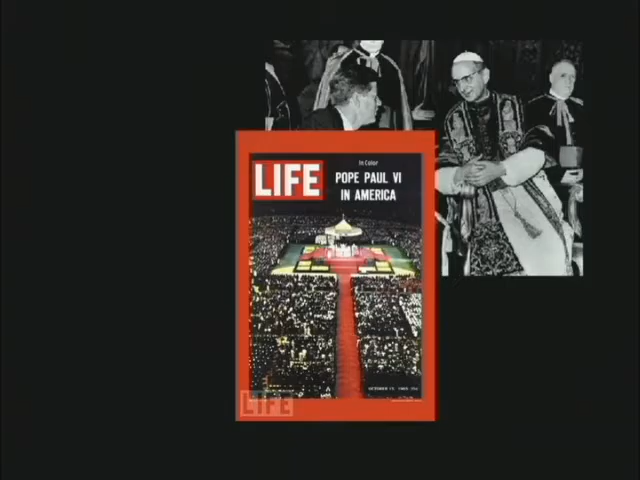 In Color
LIFE
POPE PAUL VI
IN AMERICA
LIFE